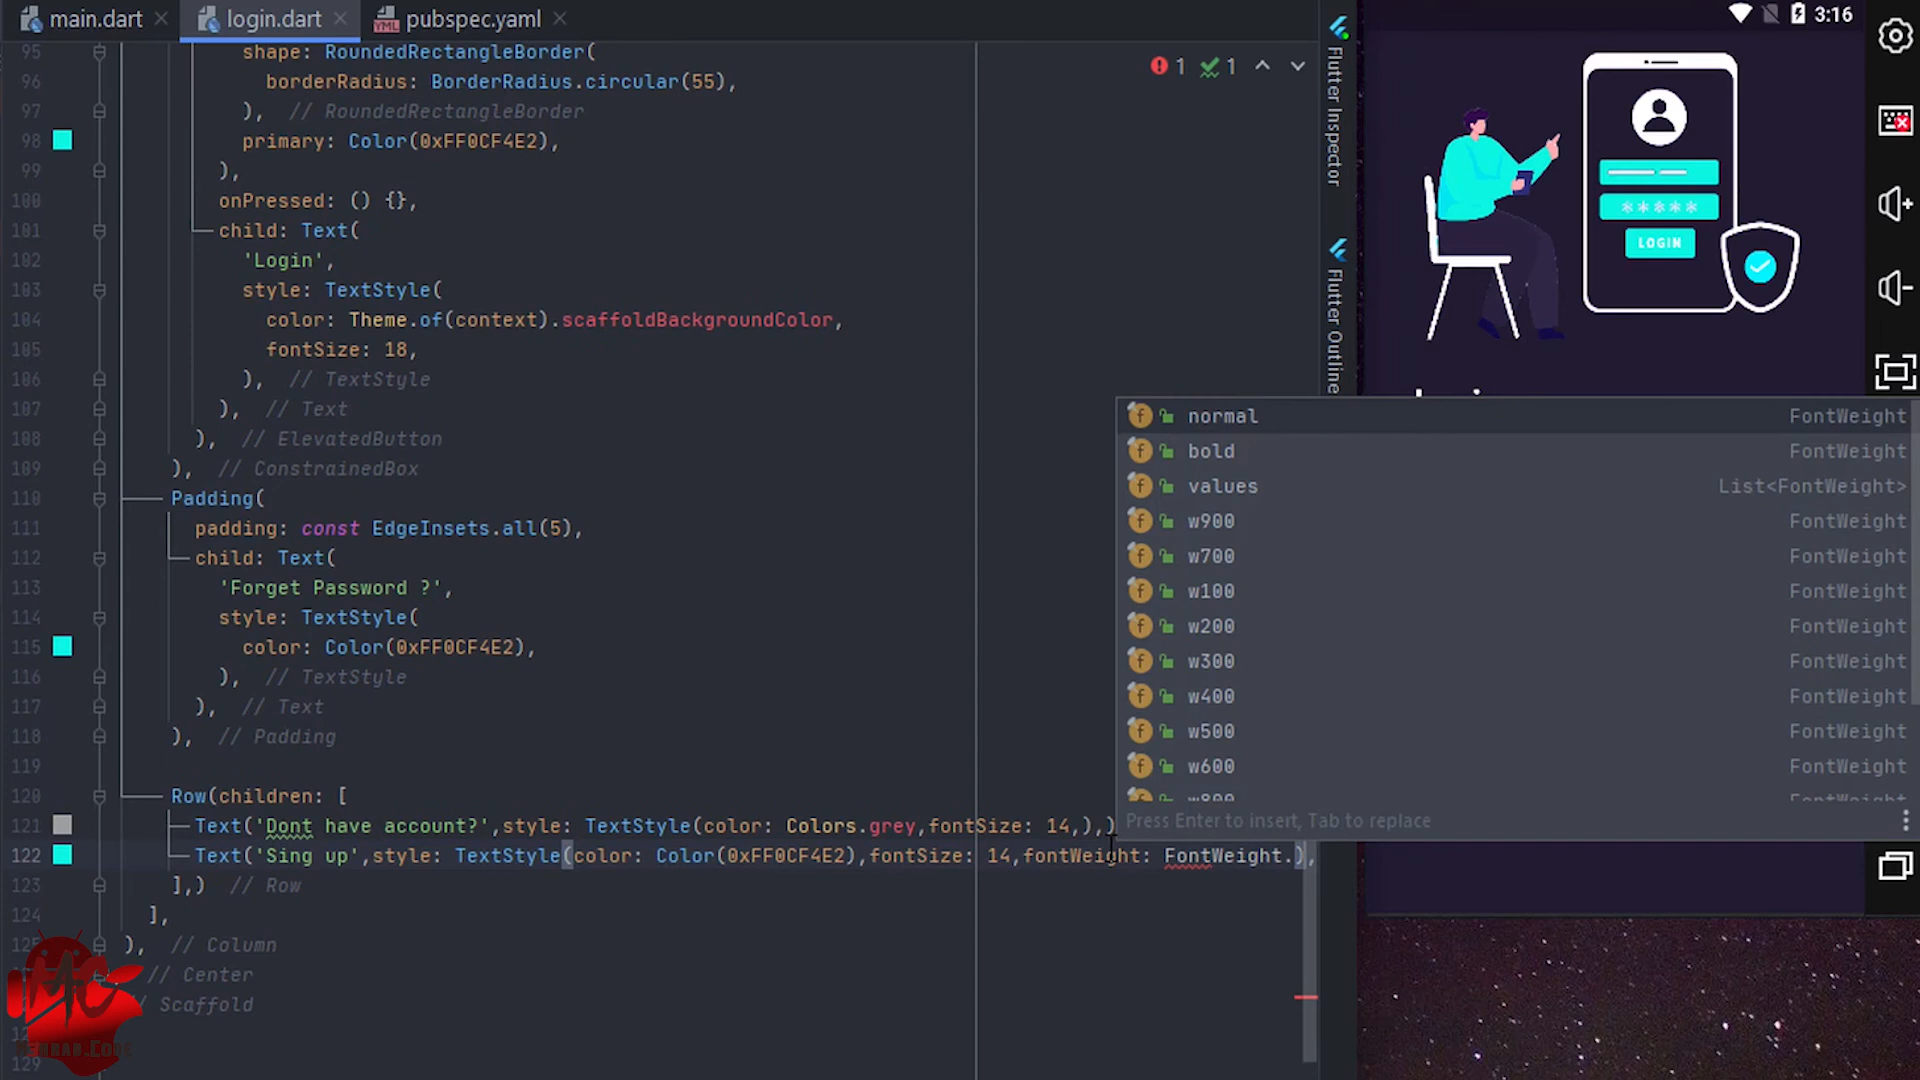 main.dart
login.dart
pubspec.yaml
3:16
95 shape: RoundedRectangleBorder(
96 borderRadius: BorderRadius.circular(55),
97 ), // RoundedRectangleBorder
98 primary: Color(0xFF0CF4E2),
99 ),
100 onPressed: () {},
101 child: Text(
102 'Login',
103 style: TextStyle(
104 color: Theme.of(context).scaffoldBackgroundColor,
105 fontSize: 18,
106 ), // TextStyle
107 ), // Text
108 ), // ElevatedButton
109 ), // ConstrainedBox
110 Padding(
111 padding: const EdgeInsets.all(5),
112 child: Text(
113 'Forget Password ?',
114 style: TextStyle(
115 color: Color(0xFF0CF4E2),
116 ), // TextStyle
117 ), // Text
118 ), // Padding
119
120 Row(children: [
121 Text('Dont have account?',style: TextStyle(color: Colors.grey,fontSize: 14,),)
122 Text('Sing up',style: TextStyle(color: Color(0xFF0CF4E2),fontSize: 14,fontWeight: FontWeight.),
123 ],) // Row
124 ],
125 ), // Column
// Center
// Scaffold
129
1 1
Flutter Inspector
Flutter Outline
*****
LOGIN
normal FontWeight
bold FontWeight
values List<FontWeight>
w900 FontWeight
w700 FontWeight
w100 FontWeight
w200 FontWeight
w300 FontWeight
w400 FontWeight
w500 FontWeight
w600 FontWeight
w800 FontWeight
Press Enter to insert, Tab to replace